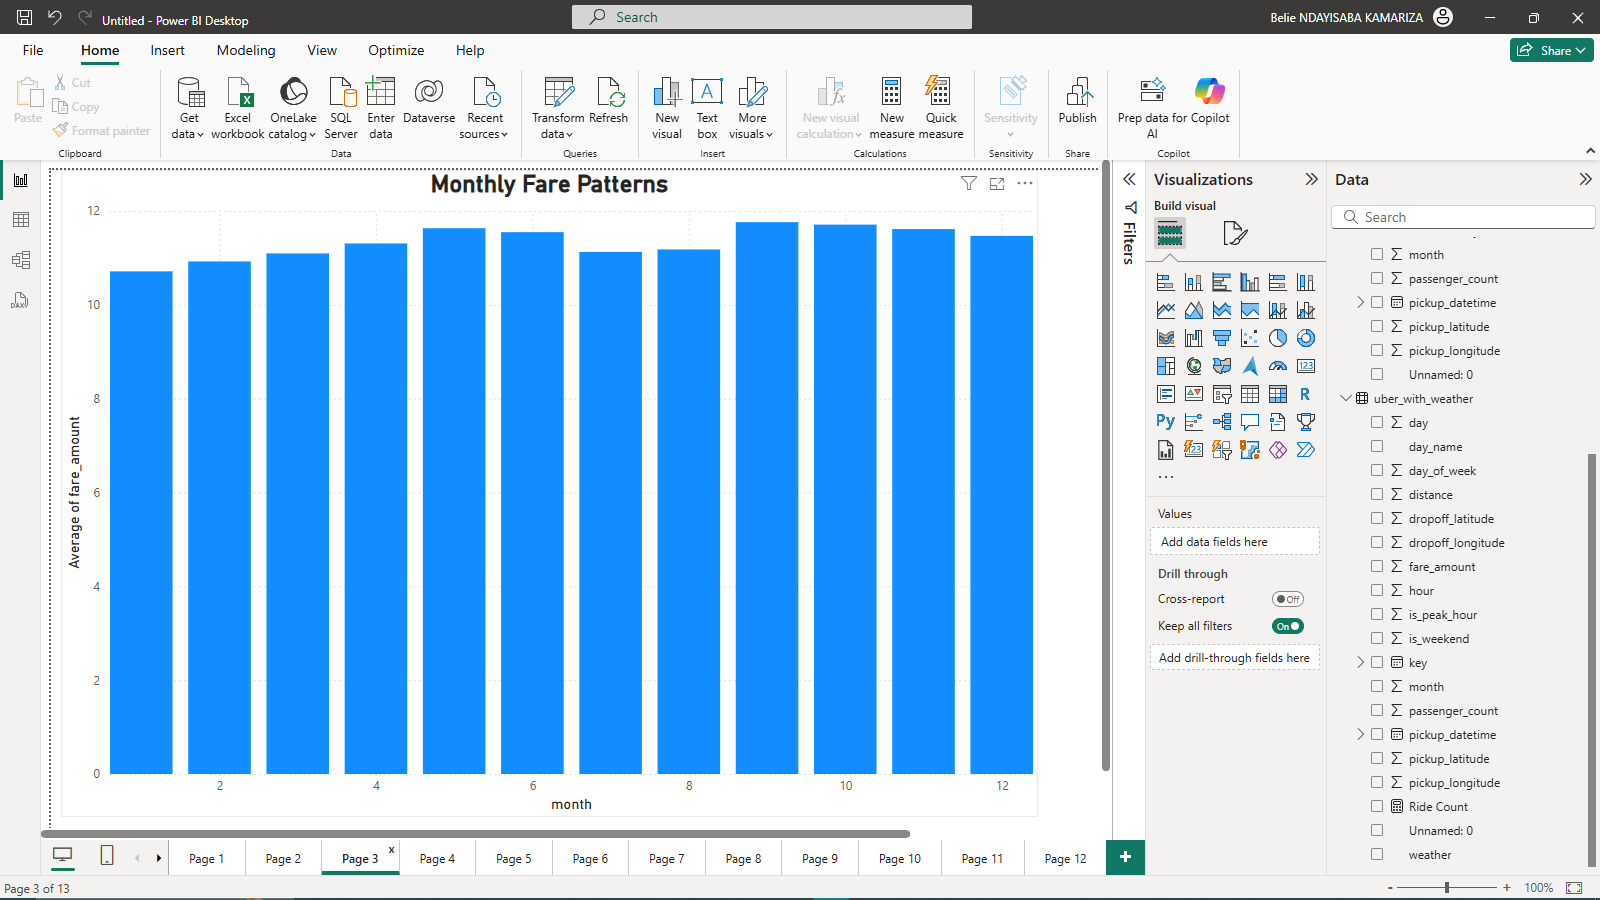 Untitled - Power BI Desktop
Search
Belie NDAYISABA KAMARIZA
File
Home
Insert
Modeling
View
Optimize
Help
Share
Paste
Cut
Copy
Format painter
Clipboard
Get data
Excel workbook
OneLake catalog
SQL Server
Enter data
Dataverse
Recent sources
Data
Transform data
Refresh
Queries
New visual
Text box
More visuals
Insert
New visual calculation
New measure
Quick measure
Calculations
Sensitivity
Sensitivity
Publish
Share
Prep data for AI
Copilot
Copilot
Monthly Fare Patterns
12
10
8
6
4
2
0
Average of fare_amount
2
4
6
8
10
12
month
Filters
Visualizations
Build visual
123
R
Py
Values
Add data fields here
Drill through
Cross-report
Off
Keep all filters
On
Add drill-through fields here
Data
Search
month
passenger_count
pickup_datetime
pickup_latitude
pickup_longitude
Unnamed: 0
uber_with_weather
day
day_name
day_of_week
distance
dropoff_latitude
dropoff_longitude
fare_amount
hour
is_peak_hour
is_weekend
key
month
passenger_count
pickup_datetime
pickup_latitude
pickup_longitude
Ride Count
Unnamed: 0
weather
Page 1
Page 2
Page 3
x
Page 4
Page 5
Page 6
Page 7
Page 8
Page 9
Page 10
Page 11
Page 12
+
Page 3 of 13
-
+
100%